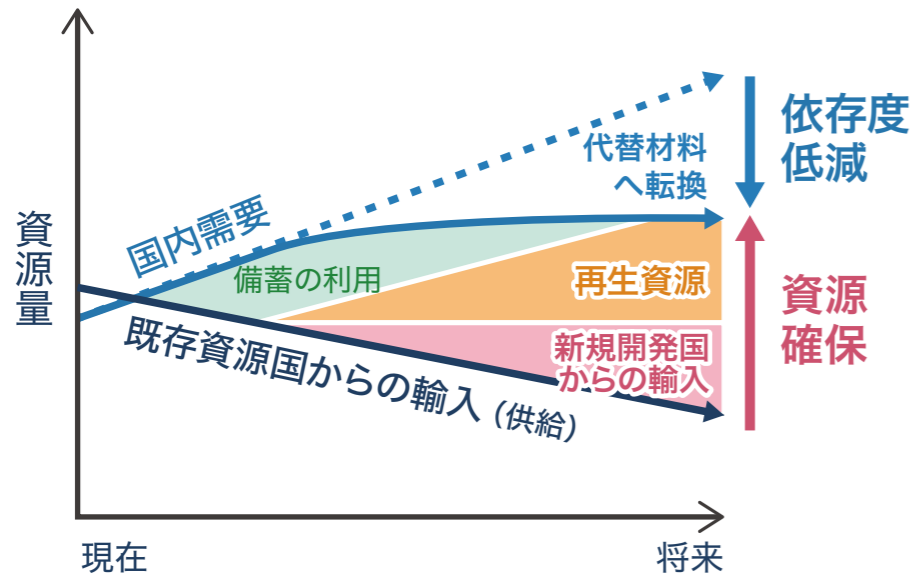 資源量
国内需要
代替材料
へ転換
依存度
低減
備蓄の利用
再生資源
資源
確保
新規開発国
からの輸入
既存資源国からの輸入(供給)
現在
将来